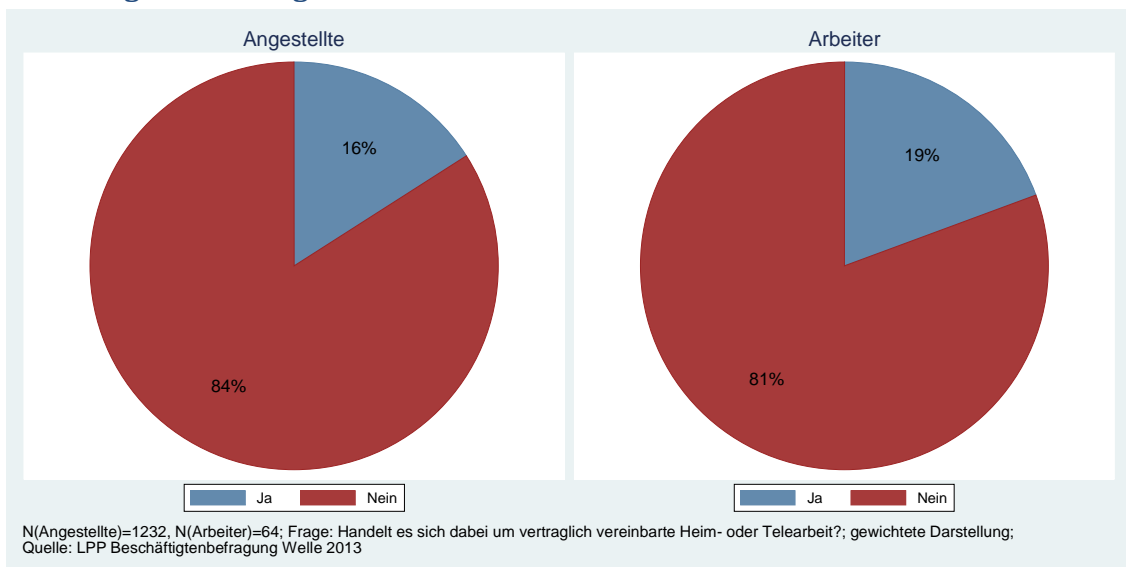 Angestellte
Arbeiter
16%
84%
19%
81%
Ja Nein
Ja Nein
N(Angestellte)=1232, N(Arbeiter)=64; Frage: Handelt es sich dabei um vertraglich vereinbarte Heim- oder Telearbeit?; gewichtete Darstellung;
Quelle: LPP Beschäftigtenbefragung Welle 2013